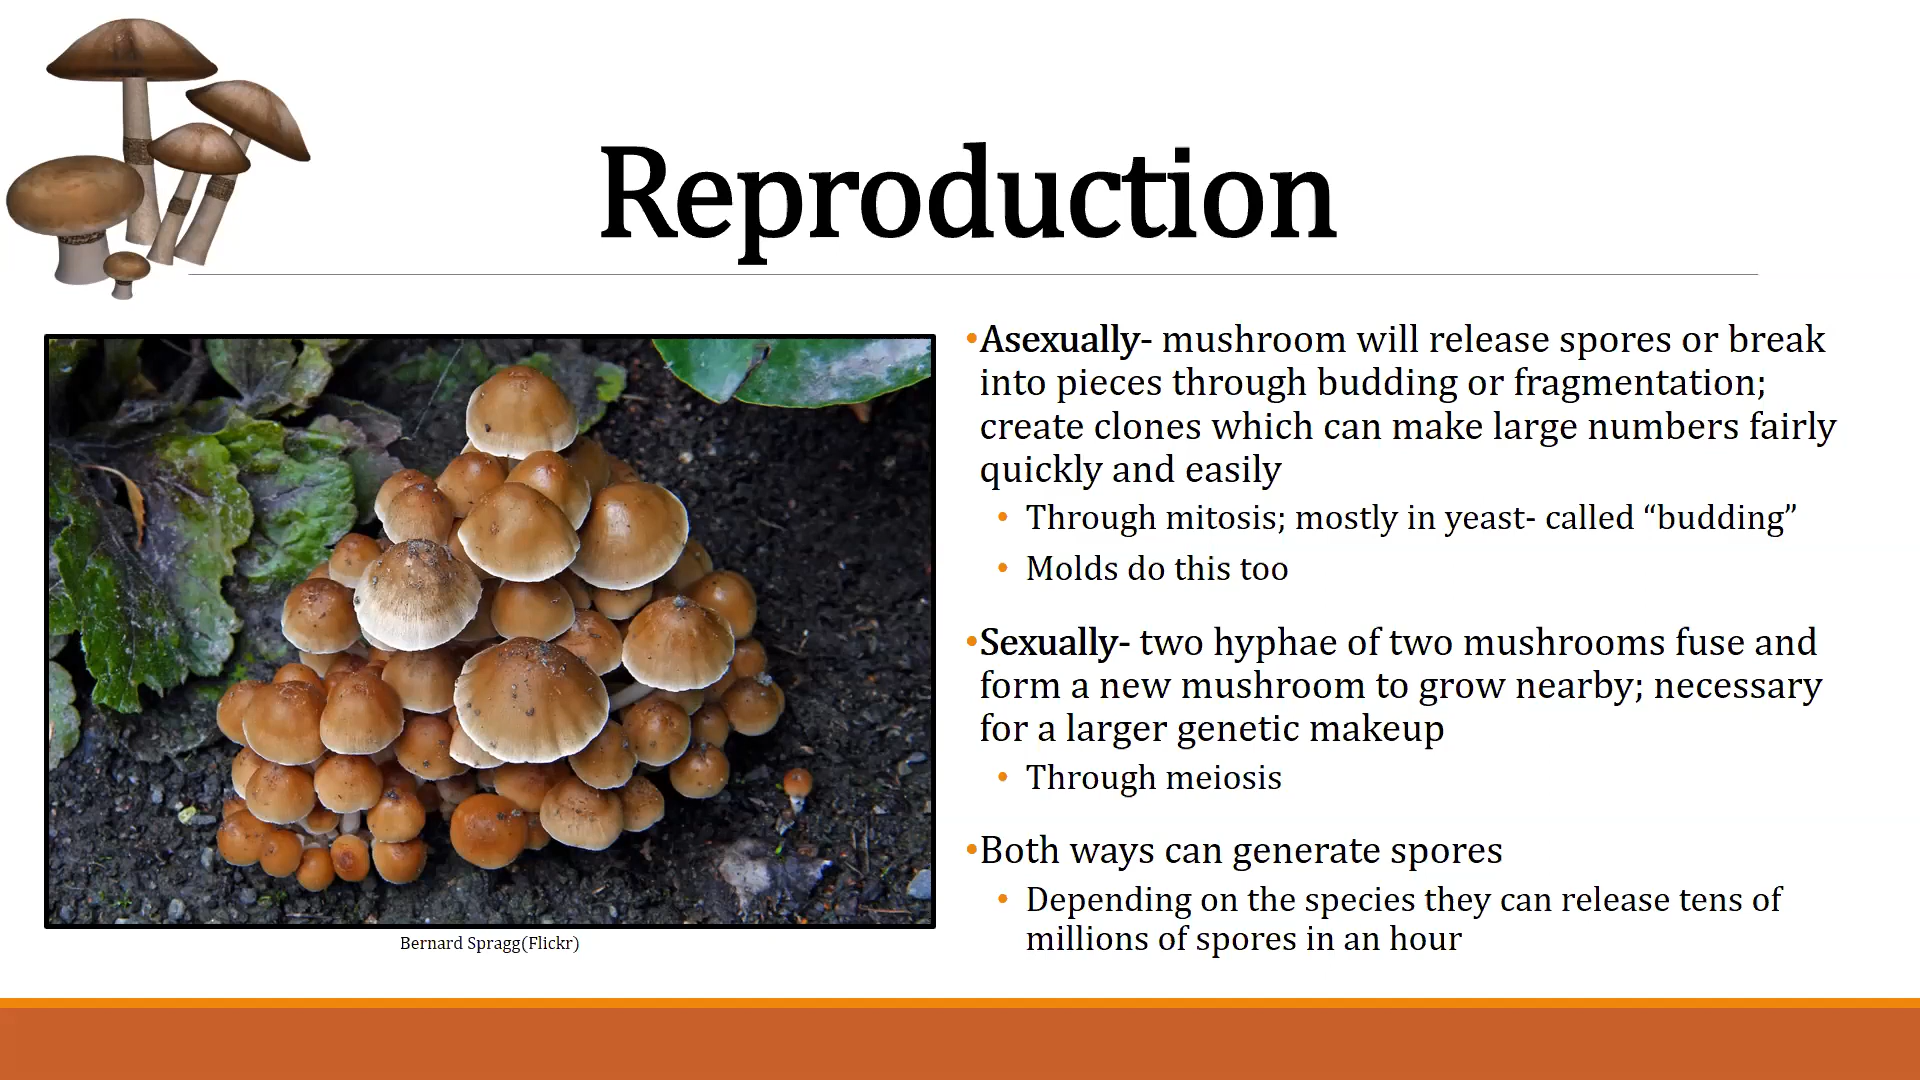 Reproduction
•Asexually- mushroom will release spores or break
into pieces through budding or fragmentation;
create clones which can make large numbers fairly
quickly and easily
• Through mitosis; mostly in yeast- called “budding”
• Molds do this too
•Sexually- two hyphae of two mushrooms fuse and
form a new mushroom to grow nearby; necessary
for a larger genetic makeup
• Through meiosis
•Both ways can generate spores
• Depending on the species they can release tens of
millions of spores in an hour
Bernard Spragg(Flickr)